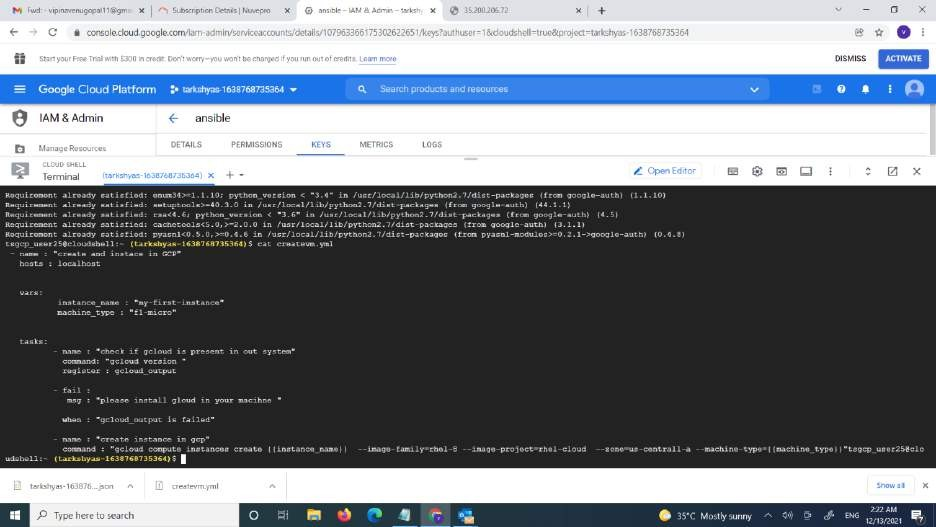 Fwd: - vipinavenugopal11@gma
Subscription Details | Nuvepro
ansible – IAM & Admin – tarksh
35.200.206.72
console.cloud.google.com/iam-admin/serviceaccounts/details/107963366175302622651/keys?authuser=1&cloudshell=true&project=tarkshyas-1638768735364
Start your Free Trial with $300 in credit. Don't worry—you won't be charged if you run out of credits. Learn more
DISMISS
ACTIVATE
Google Cloud Platform
tarkshyas-1638768735364
Search products and resources
IAM & Admin
ansible
Manage Resources
DETAILS PERMISSIONS KEYS METRICS LOGS
CLOUD SHELL
Terminal
(tarkshyas-1638768735364)
Open Editor
Requirement already satisfied: enum34>=1.1.10; python_version < "3.4" in /usr/local/lib/python2.7/dist-packages (from google-auth) (1.1.10)
Requirement already satisfied: setuptools>=40.3.0 in /usr/local/lib/python2.7/dist-packages (from google-auth) (44.1.1)
Requirement already satisfied: rsa<4.6; python_version < "3.6" in /usr/local/lib/python2.7/dist-packages (from google-auth) (4.5)
Requirement already satisfied: cachetools<5.0,>=2.0.0 in /usr/local/lib/python2.7/dist-packages (from google-auth) (3.1.1)
Requirement already satisfied: pyasn1<0.5.0,>=0.4.6 in /usr/local/lib/python2.7/dist-packages (from pyasn1-modules>=0.2.1->google-auth) (0.4.8)
tsgcp_user25@cloudshell:~ (tarkshyas-1638768735364)$ cat createvm.yml
- name : "create and instace in GCP"
hosts : localhost
vars:
instance_name : "my-first-instance"
machine_type : "f1-micro"
tasks:
- name : "check if gcloud is present in out system"
command: "gcloud version "
register : gcloud_output
- fail :
msg : "please install gloud in your macihne "
when : "gcloud_output is failed"
- name : "create instance in gcp"
command : "gcloud compute instances create {{instance_name}} --image-family=rhel-8 --image-project=rhel-cloud --zone=us-central1-a --machine-type={{machine_type}}"tsgcp_user25@clo
udshell:~ (tarkshyas-1638768735364)$
tarkshyas-163876....json
createvm.yml
Show all
Type here to search
35°C Mostly sunny
ENG
2:22 AM
12/13/2021